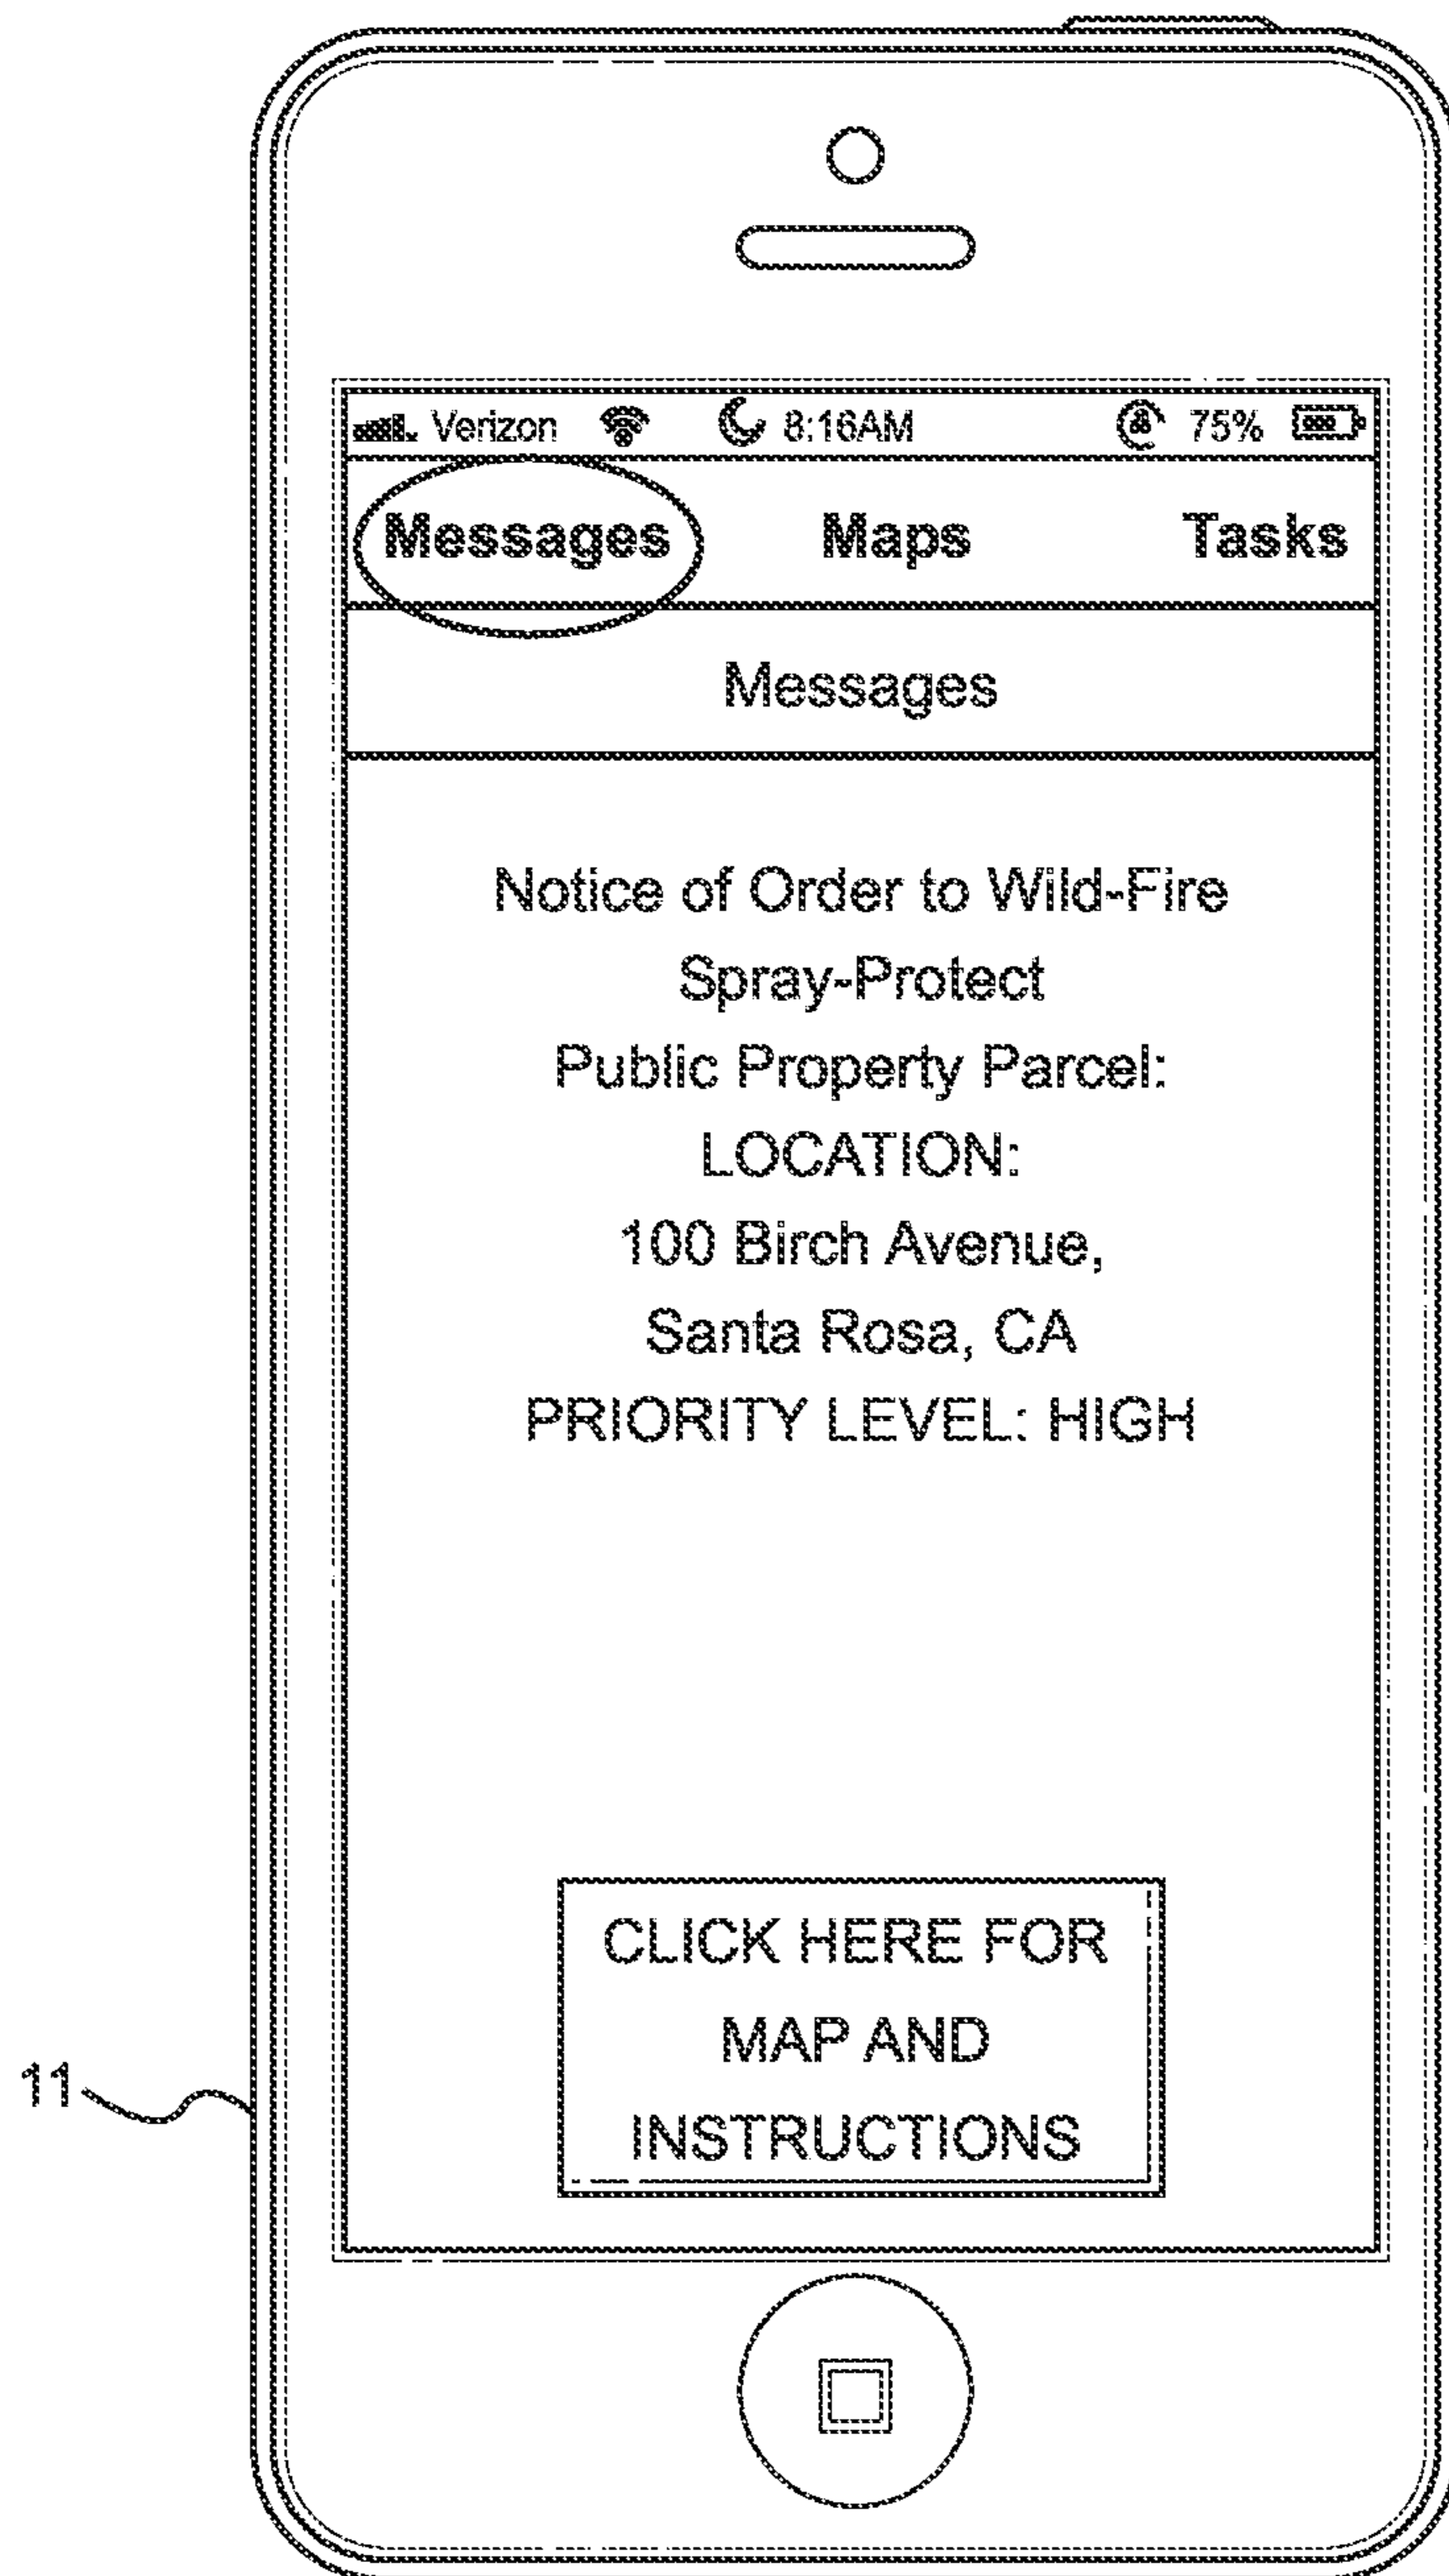 Verizon 8:16AM 75%
Messages Maps Tasks
Messages
Notice of Order to Wild-Fire
Spray-Protect
Public Property Parcel:
LOCATION:
100 Birch Avenue,
Santa Rosa, CA
PRIORITY LEVEL: HIGH
CLICK HERE FOR
MAP AND
INSTRUCTIONS
11